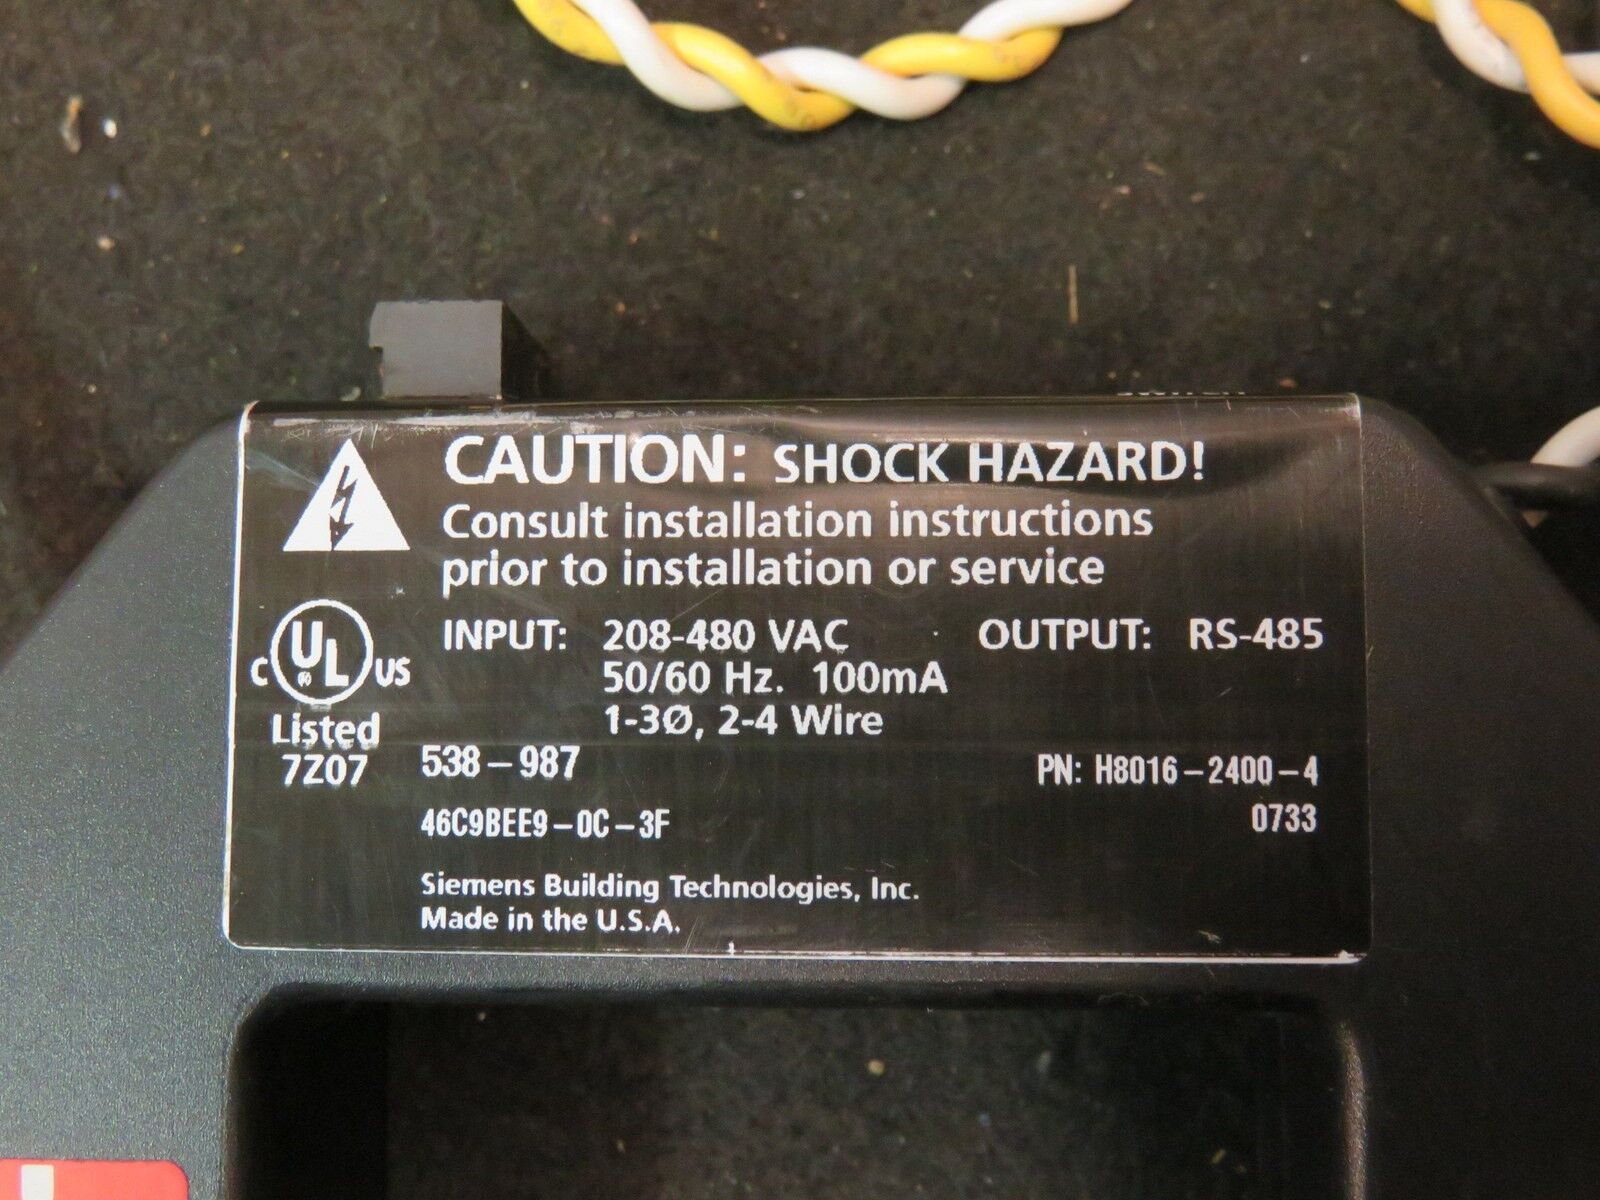 CAUTION: SHOCK HAZARD!
Consult installation instructions
prior to installation or service
INPUT: 208-480 VAC OUTPUT: RS-485
50/60 Hz. 100mA
1-3Ø, 2-4 Wire
C UL ® US
Listed
7Z07
538-987
PN: H8016-2400-4
46C9BEE9-0C-3F
0733
Siemens Building Technologies, Inc.
Made in the U.S.A.